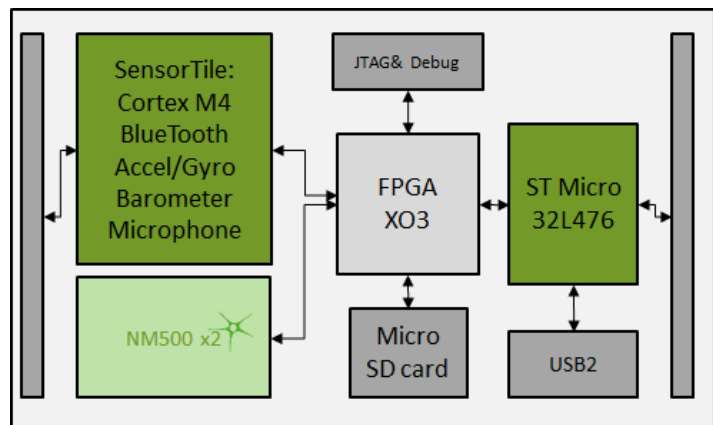 SensorTile:
Cortex M4
BlueTooth
Accel/Gyro
Barometer
Microphone
NM500 x2
JTAG& Debug
FPGA
XO3
Micro
SD card
ST Micro
32L476
USB2